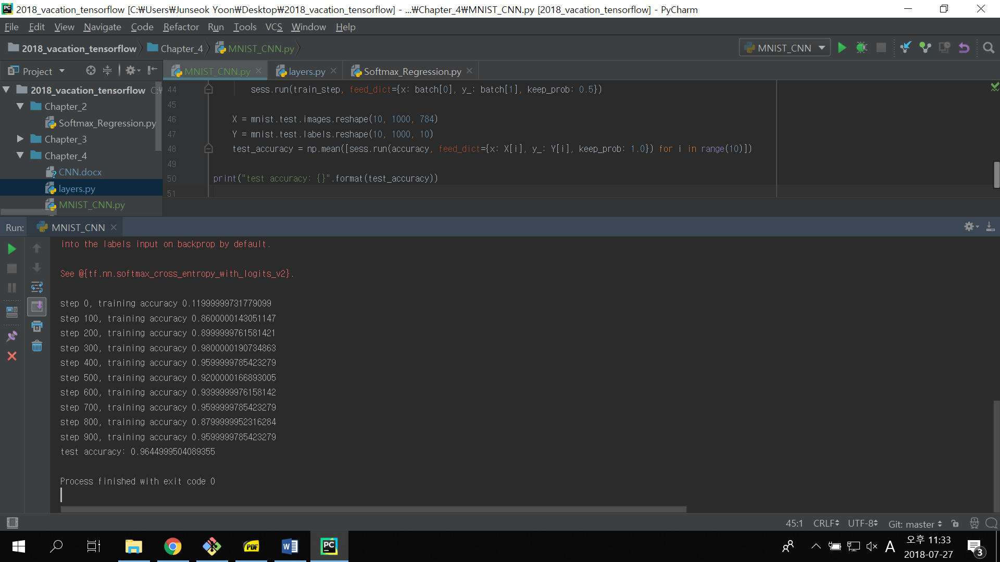 2018_vacation_tensorflow [C:₩Users₩Junseok Yoon₩Desktop₩2018_vacation_tensorflow] - ...₩Chapter_4₩MNIST_CNN.py [2018_vacation_tensorflow] - PyCharm
File Edit View Navigate Code Refactor Run Tools VCS Window Help
2018_vacation_tensorflow Chapter_4 MNIST_CNN.py MNIST_CNN
Project MNIST_CNN.py layers.py Softmax_Regression.py
2018_vacation_tensorflow C:₩
Chapter_2
Softmax_Regression.py
Chapter_3
Chapter_4
CNN.docx
layers.py
MNIST_CNN.py
44 sess.run(train_step, feed_dict={x: batch[0], y_: batch[1], keep_prob: 0.5})
45
46 X = mnist.test.images.reshape(10, 1000, 784)
47 Y = mnist.test.labels.reshape(10, 1000, 10)
48 test_accuracy = np.mean([sess.run(accuracy, feed_dict={x: X[i], y_: Y[i], keep_prob: 1.0}) for i in range(10)])
49
50 print("test accuracy: {}".format(test_accuracy))
51
Run: MNIST_CNN
into the labels input on backprop by default.
See @{tf.nn.softmax_cross_entropy_with_logits_v2}.
step 0, training accuracy 0.11999999731779099
step 100, training accuracy 0.8600000143051147
step 200, training accuracy 0.8999999761581421
step 300, training accuracy 0.9800000190734863
step 400, training accuracy 0.9599999785423279
step 500, training accuracy 0.9200000166893005
step 600, training accuracy 0.9399999976158142
step 700, training accuracy 0.9599999785423279
step 800, training accuracy 0.8799999952316284
step 900, training accuracy 0.9599999785423279
test accuracy: 0.9644999504089355
Process finished with exit code 0
45:1 CRLF UTF-8 Git: master
PDF W PC A 오후 11:33
2018-07-27 3